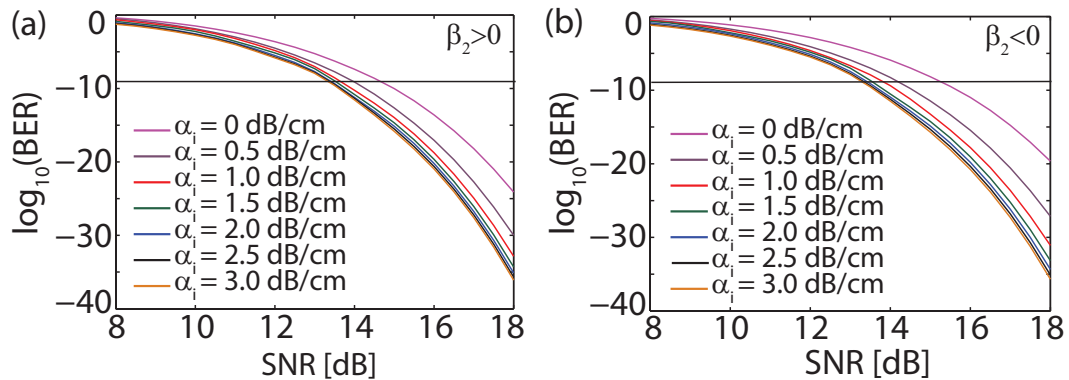 (a)
β₂>0
log₁₀(BER)
0
−10
−20
−30
−40
αᵢ = 0 dB/cm
αᵢ = 0.5 dB/cm
αᵢ = 1.0 dB/cm
αᵢ = 1.5 dB/cm
αᵢ = 2.0 dB/cm
αᵢ = 2.5 dB/cm
αᵢ = 3.0 dB/cm
8 10 12 14 16 18
SNR [dB]
(b)
β₂<0
log₁₀(BER)
0
−10
−20
−30
−40
αᵢ = 0 dB/cm
αᵢ = 0.5 dB/cm
αᵢ = 1.0 dB/cm
αᵢ = 1.5 dB/cm
αᵢ = 2.0 dB/cm
αᵢ = 2.5 dB/cm
αᵢ = 3.0 dB/cm
8 10 12 14 16 18
SNR [dB]